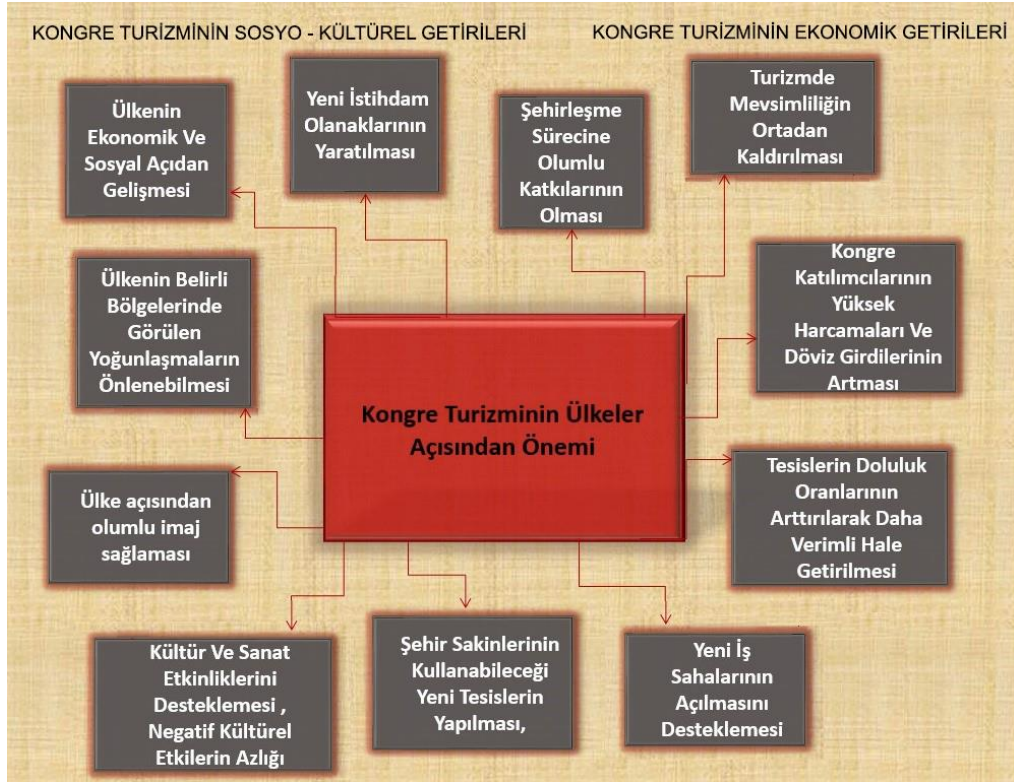 KONGRE TURİZMİNİN SOSYO - KÜLTÜREL GETİRİLERİ
KONGRE TURİZMİNİN EKONOMİK GETİRİLERİ
Ülkenin
Ekonomik Ve
Sosyal Açıdan
Gelişmesi
Yeni İstihdam
Olanaklarının
Yaratılması
Şehirleşme
Sürecine
Olumlu
Katkılarının
Olması
Turizmde
Mevsimliliğin
Ortadan
Kaldırılması
Ülkenin Belirli
Bölgelerinde
Görülen
Yoğunlaşmaların
Önlenebilmesi
Kongre
Katılımcılarının
Yüksek
Harcamaları Ve
Döviz Girdilerinin
Artması
Kongre Turizminin Ülkeler
Açısından Önemi
Ülke açısından
olumlu imaj
sağlaması
Tesislerin Doluluk
Oranlarının
Arttırılarak Daha
Verimli Hale
Getirilmesi
Kültür Ve Sanat
Etkinliklerini
Desteklemesi ,
Negatif Kültürel
Etkilerin Azlığı
Şehir Sakinlerinin
Kullanabileceği
Yeni Tesislerin
Yapılması,
Yeni İş
Sahalarının
Açılmasını
Desteklemesi